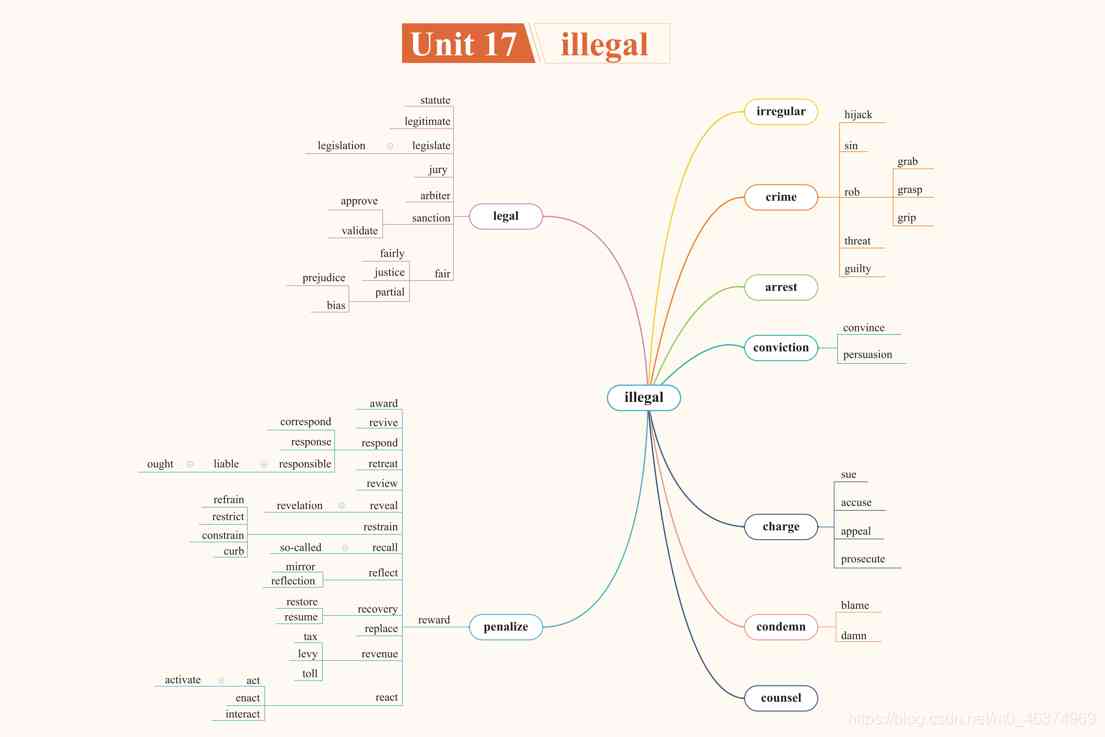 Unit 17 illegal
illegal
legal
statute
legitimate
legislate
legislation
jury
arbiter
sanction
approve
validate
fair
fairly
justice
partial
prejudice
bias
penalize
reward
award
revive
respond
correspond
response
responsible
liable
ought
retreat
review
reveal
revelation
restrain
refrain
restrict
constrain
curb
recall
so-called
reflect
mirror
reflection
recovery
restore
resume
replace
revenue
tax
levy
toll
react
act
activate
enact
interact
irregular
crime
hijack
sin
rob
grab
grasp
grip
threat
guilty
arrest
conviction
convince
persuasion
charge
sue
accuse
appeal
prosecute
condemn
blame
damn
counsel
https://blog.csdn.net/m0_46374969